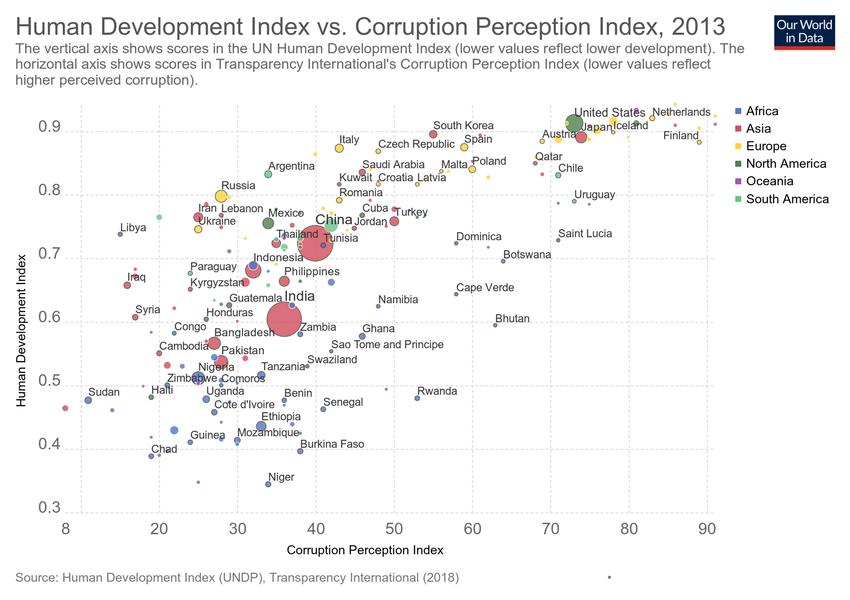 Human Development Index vs. Corruption Perception Index, 2013
The vertical axis shows scores in the UN Human Development Index (lower values reflect lower development). The
horizontal axis shows scores in Transparency International's Corruption Perception Index (lower values reflect
higher perceived corruption).
Our World
in Data
Africa
Asia
Europe
North America
Oceania
South America
Human Development Index
0.9
0.8
0.7
0.6
0.5
0.4
0.3
United States
Netherlands
South Korea
Japan
Iceland
Italy
Czech Republic
Spain
Austria
Finland
Argentina
Saudi Arabia
Malta
Poland
Qatar
Chile
Kuwait
Croatia
Latvia
Russia
Romania
Uruguay
Iran
Lebanon
Mexico
Cuba
Turkey
Ukraine
China
Jordan
Libya
Thailand
Tunisia
Dominica
Saint Lucia
Indonesia
Botswana
Paraguay
Philippines
Iraq
Kyrgyzstan
Cape Verde
Guatemala
India
Namibia
Syria
Honduras
Bhutan
Congo
Bangladesh
Zambia
Ghana
Cambodia
Pakistan
Sao Tome and Principe
Swaziland
Nigeria
Tanzania
Zimbabwe
Comoros
Sudan
Haiti
Uganda
Benin
Rwanda
Cote d'Ivoire
Senegal
Ethiopia
Guinea
Mozambique
Burkina Faso
Chad
Niger
8
20
30
40
50
60
70
80
90
Corruption Perception Index
Source: Human Development Index (UNDP), Transparency International (2018)